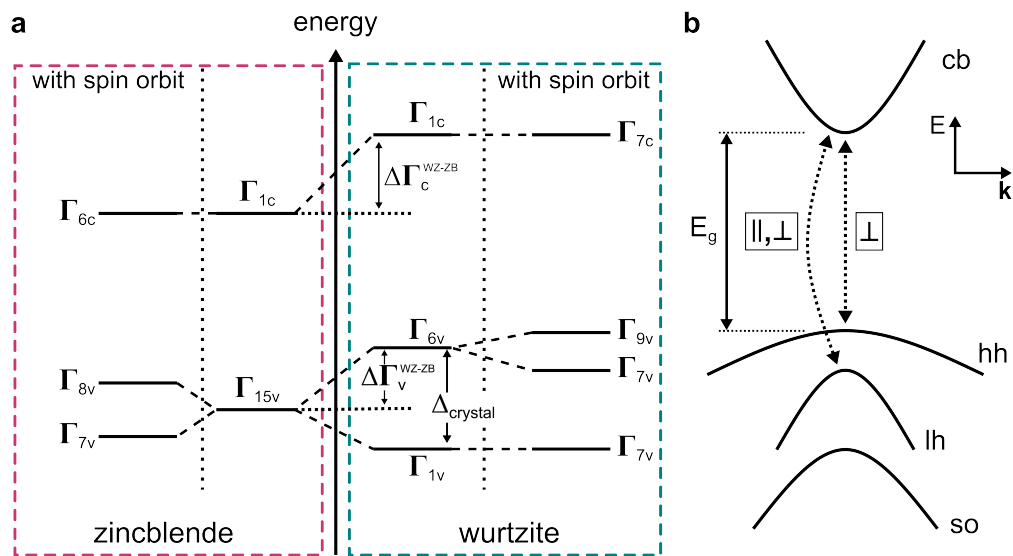 a
energy
with spin orbit
with spin orbit
Γ1c
Γ7c
ΔΓc WZ-ZB
Γ6c
Γ1c
Γ6v
Γ9v
Γ8v
Γ15v
ΔΓv WZ-ZB
Γ7v
Δcrystal
Γ7v
Γ1v
Γ7v
zincblende
wurtzite
b
cb
E
k
Eg
∥,⊥
⊥
hh
lh
so